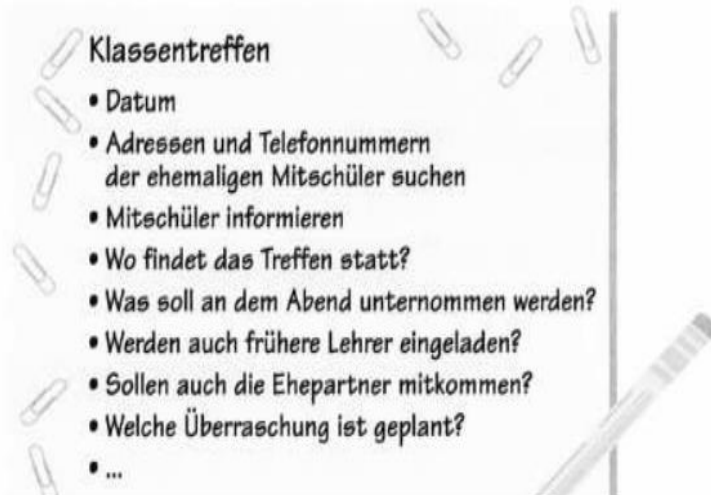 Klassentreffen
• Datum
• Adressen und Telefonnummern
der ehemaligen Mitschüler suchen
• Mitschüler informieren
• Wo findet das Treffen statt?
• Was soll an dem Abend unternommen werden?
• Werden auch frühere Lehrer eingeladen?
• Sollen auch die Ehepartner mitkommen?
• Welche Überraschung ist geplant?
• ...